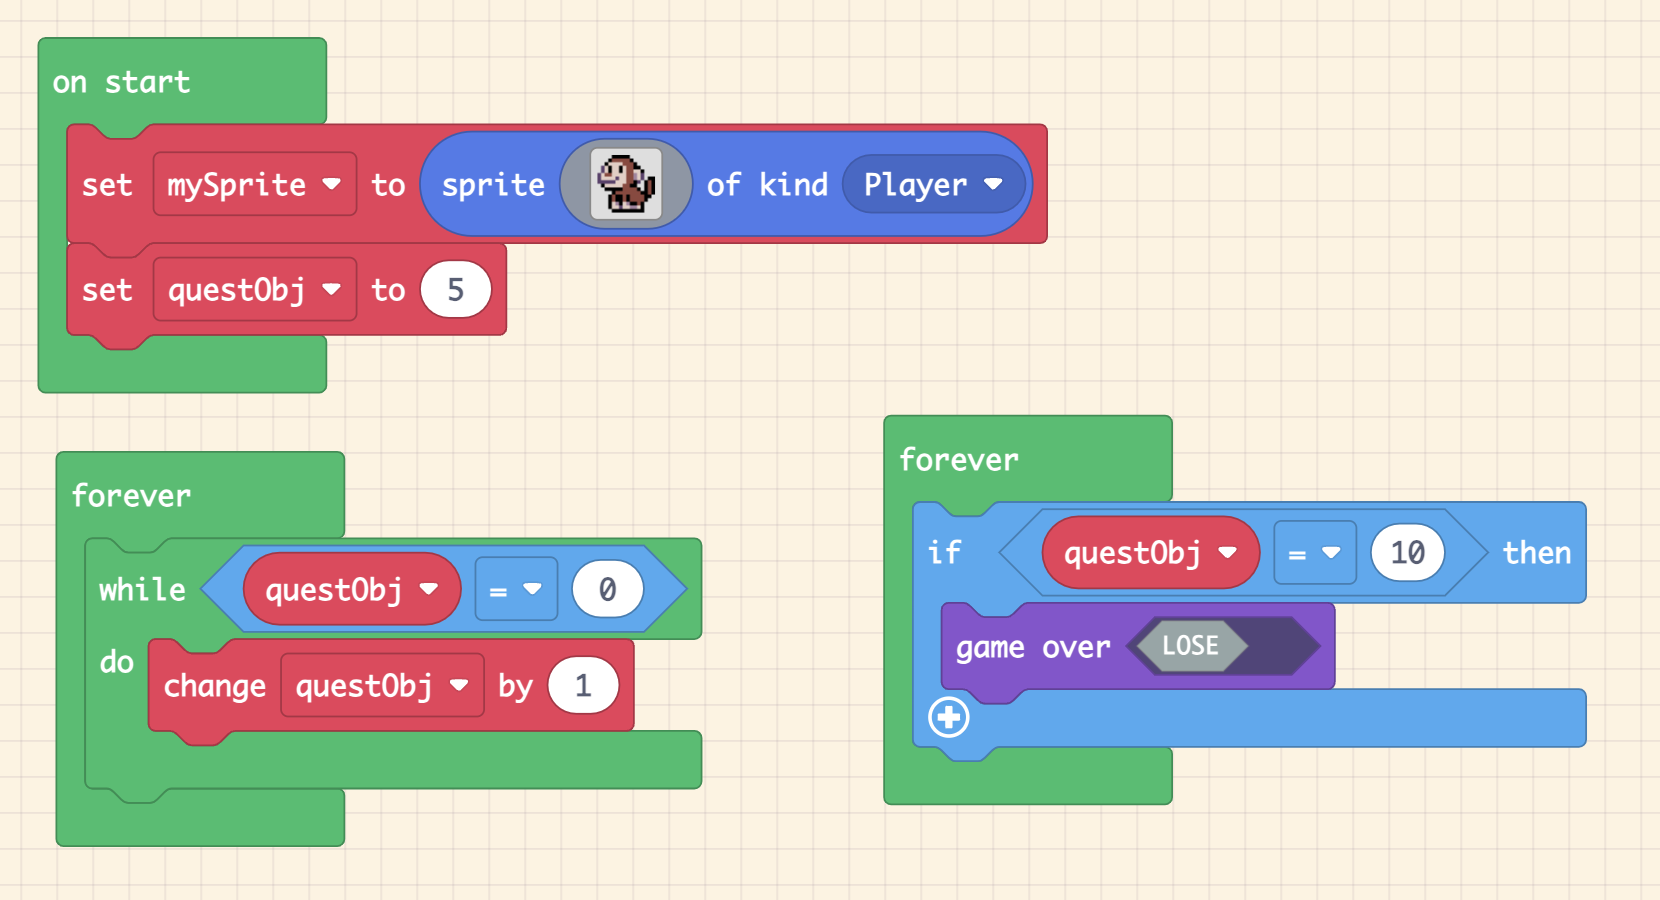 on start
set mySprite to sprite of kind Player
set questObj to 5
forever
while questObj = 0
do change questObj by 1
forever
if questObj = 10 then
game over LOSE